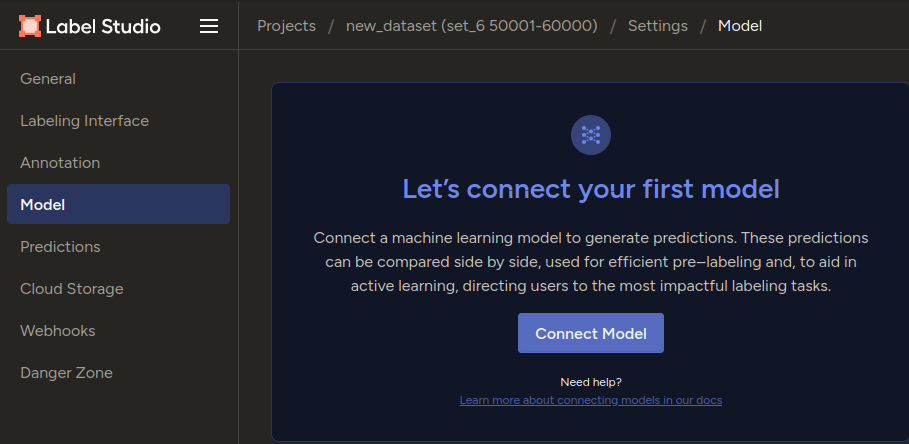 Label Studio
Projects / new_dataset (set_6 50001-60000) / Settings / Model
General
Labeling Interface
Annotation
Model
Predictions
Cloud Storage
Webhooks
Danger Zone
Let’s connect your first model
Connect a machine learning model to generate predictions. These predictions
can be compared side by side, used for efficient pre–labeling and, to aid in
active learning, directing users to the most impactful labeling tasks.
Connect Model
Need help?
Learn more about connecting models in our docs